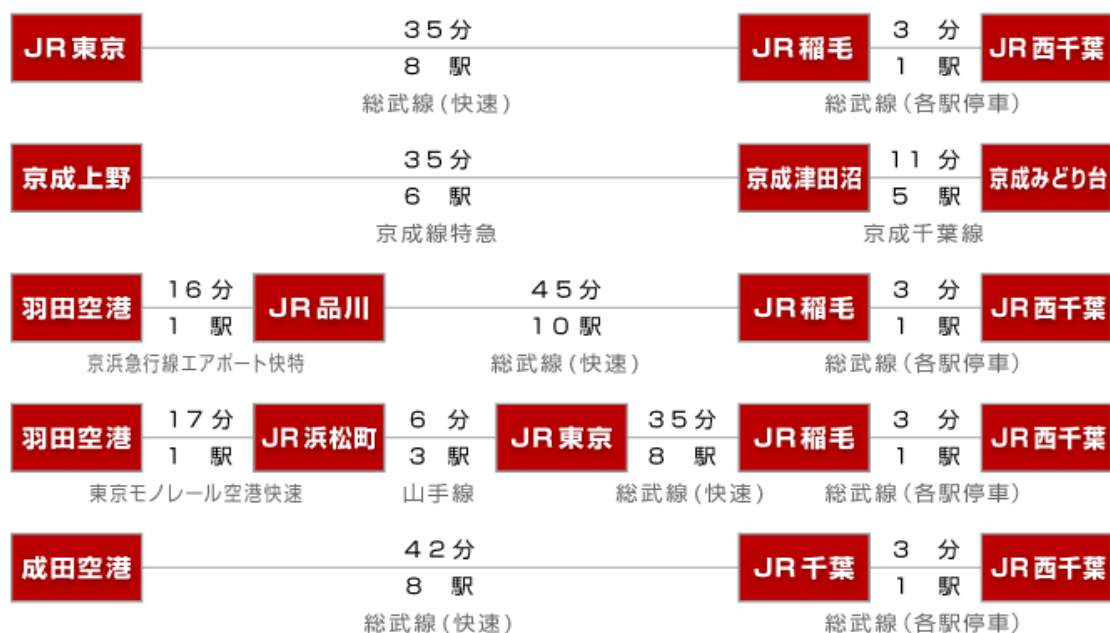 JR東京 35分 8駅 JR稲毛 3分 1駅 JR西千葉
総武線(快速) 総武線(各駅停車)
京成上野 35分 6駅 京成津田沼 11分 5駅 京成みどり台
京成線特急 京成千葉線
羽田空港 16分 1駅 JR品川 45分 10駅 JR稲毛 3分 1駅 JR西千葉
京浜急行線エアポート快特 総武線(快速) 総武線(各駅停車)
羽田空港 17分 1駅 JR浜松町 6分 3駅 JR東京 35分 8駅 JR稲毛 3分 1駅 JR西千葉
東京モノレール空港快速 山手線 総武線(快速) 総武線(各駅停車)
成田空港 42分 8駅 JR千葉 3分 1駅 JR西千葉
総武線(快速) 総武線(各駅停車)